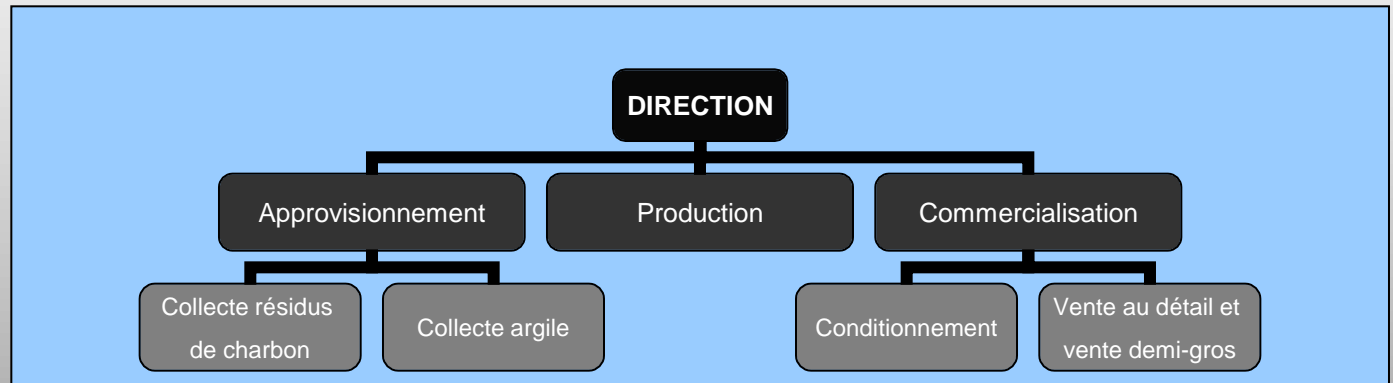 DIRECTION
Approvisionnement
Production
Commercialisation
Collecte résidus
de charbon
Collecte argile
Conditionnement
Vente au détail et
vente demi-gros